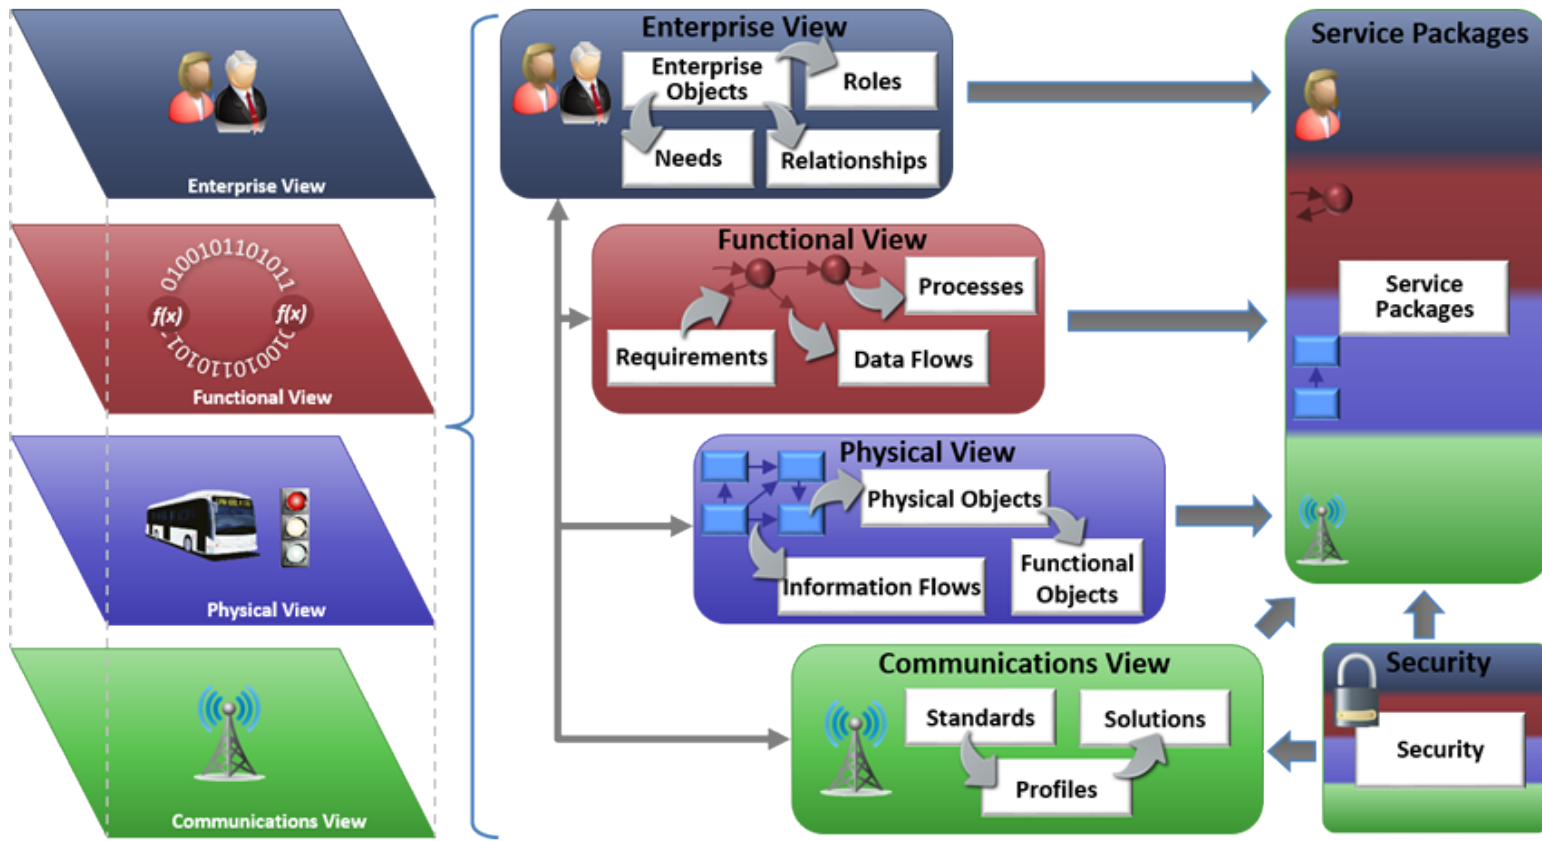 Enterprise View
010010110101011
f(x)
f(x)
Functional View
Physical View
Communications View
Enterprise View
Enterprise
Objects
Roles
Needs
Relationships
Functional View
Processes
Requirements
Data Flows
Physical View
Physical Objects
Information Flows
Functional
Objects
Communications View
Standards
Solutions
Profiles
Service Packages
Service
Packages
Security
Security